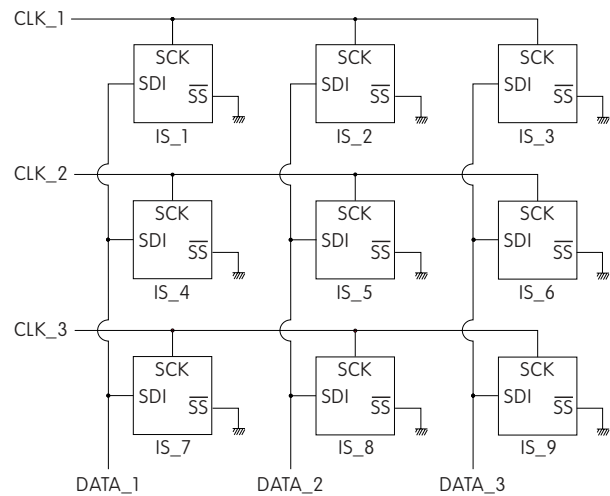 CLK_1
SCK SCK SCK
SDI SDI SDI
SS SS SS
IS_1 IS_2 IS_3
CLK_2
SCK SCK SCK
SDI SDI SDI
SS SS SS
IS_4 IS_5 IS_6
CLK_3
SCK SCK SCK
SDI SDI SDI
SS SS SS
IS_7 IS_8 IS_9
DATA_1 DATA_2 DATA_3